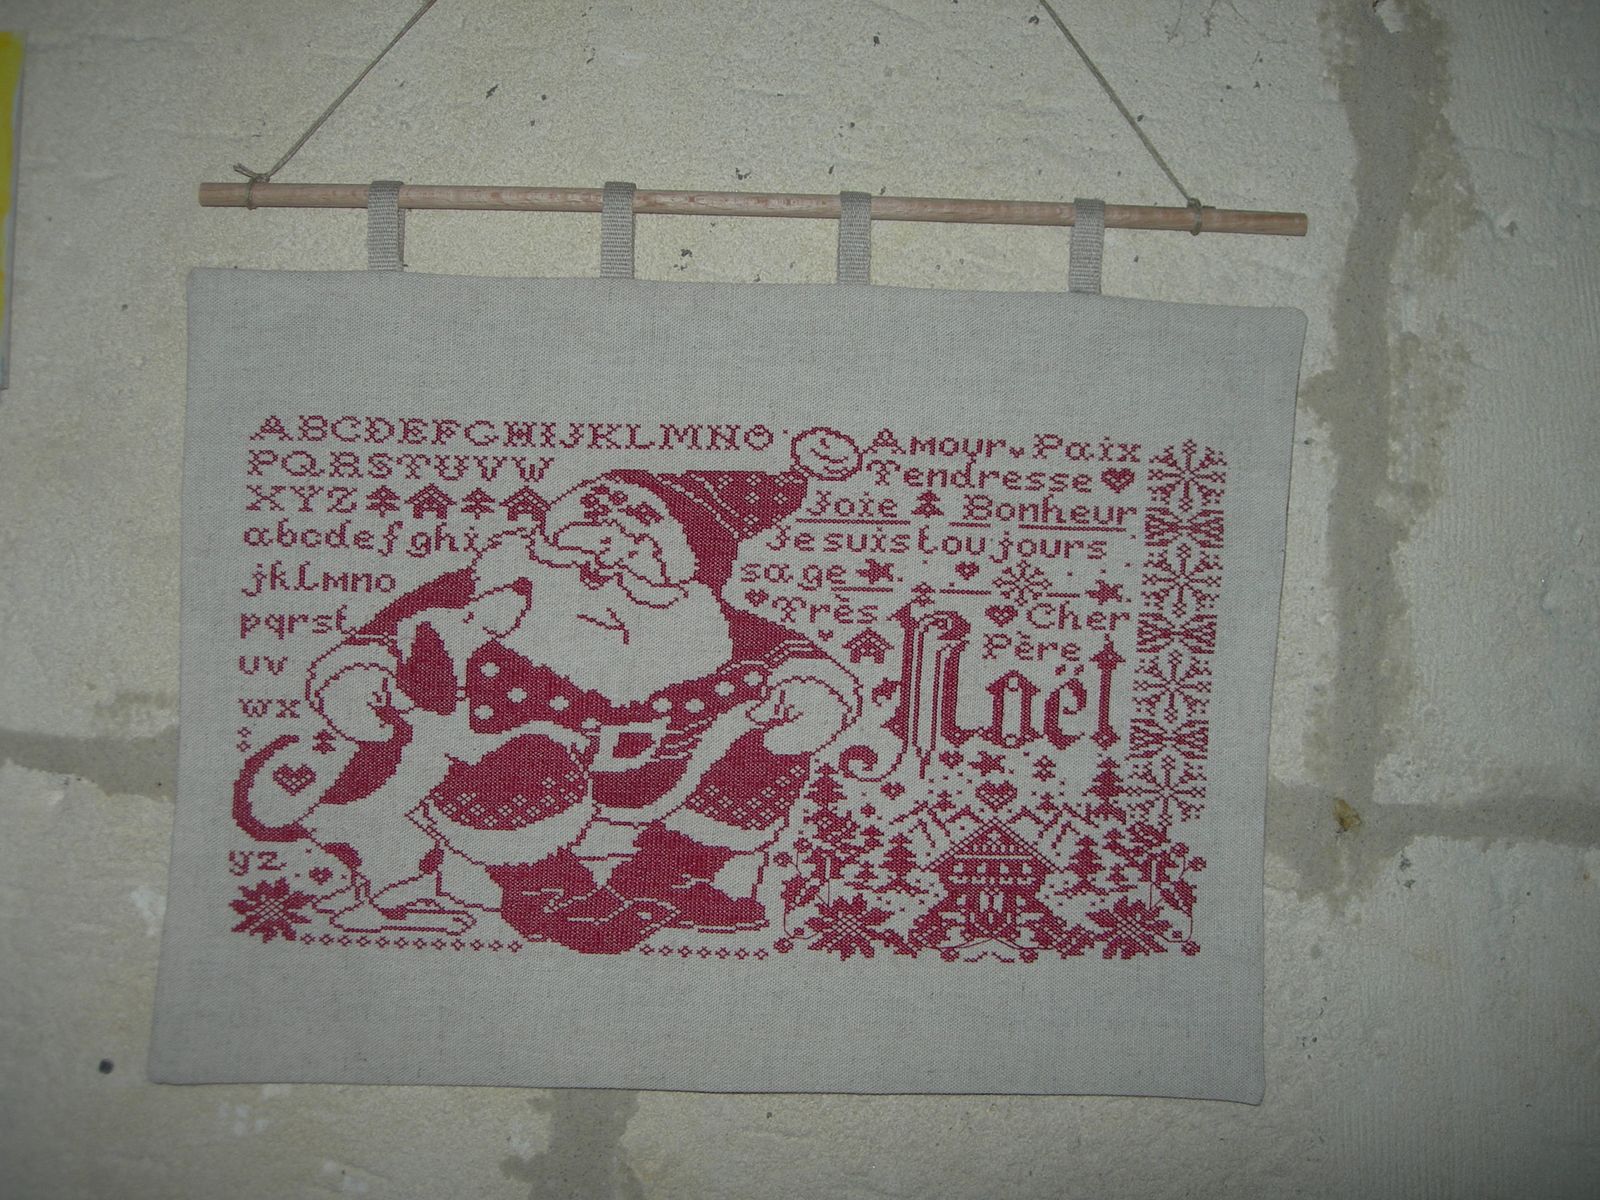 ABCDEFGHIJKLMNO
PQRSTUVW
XYZ
abcdefghi
jklmno
pqrst
uv
wx
yz
Amour Paix
Tendresse
Joie Bonheur
Je suis toujours
sage
Très Cher
Père
Noël